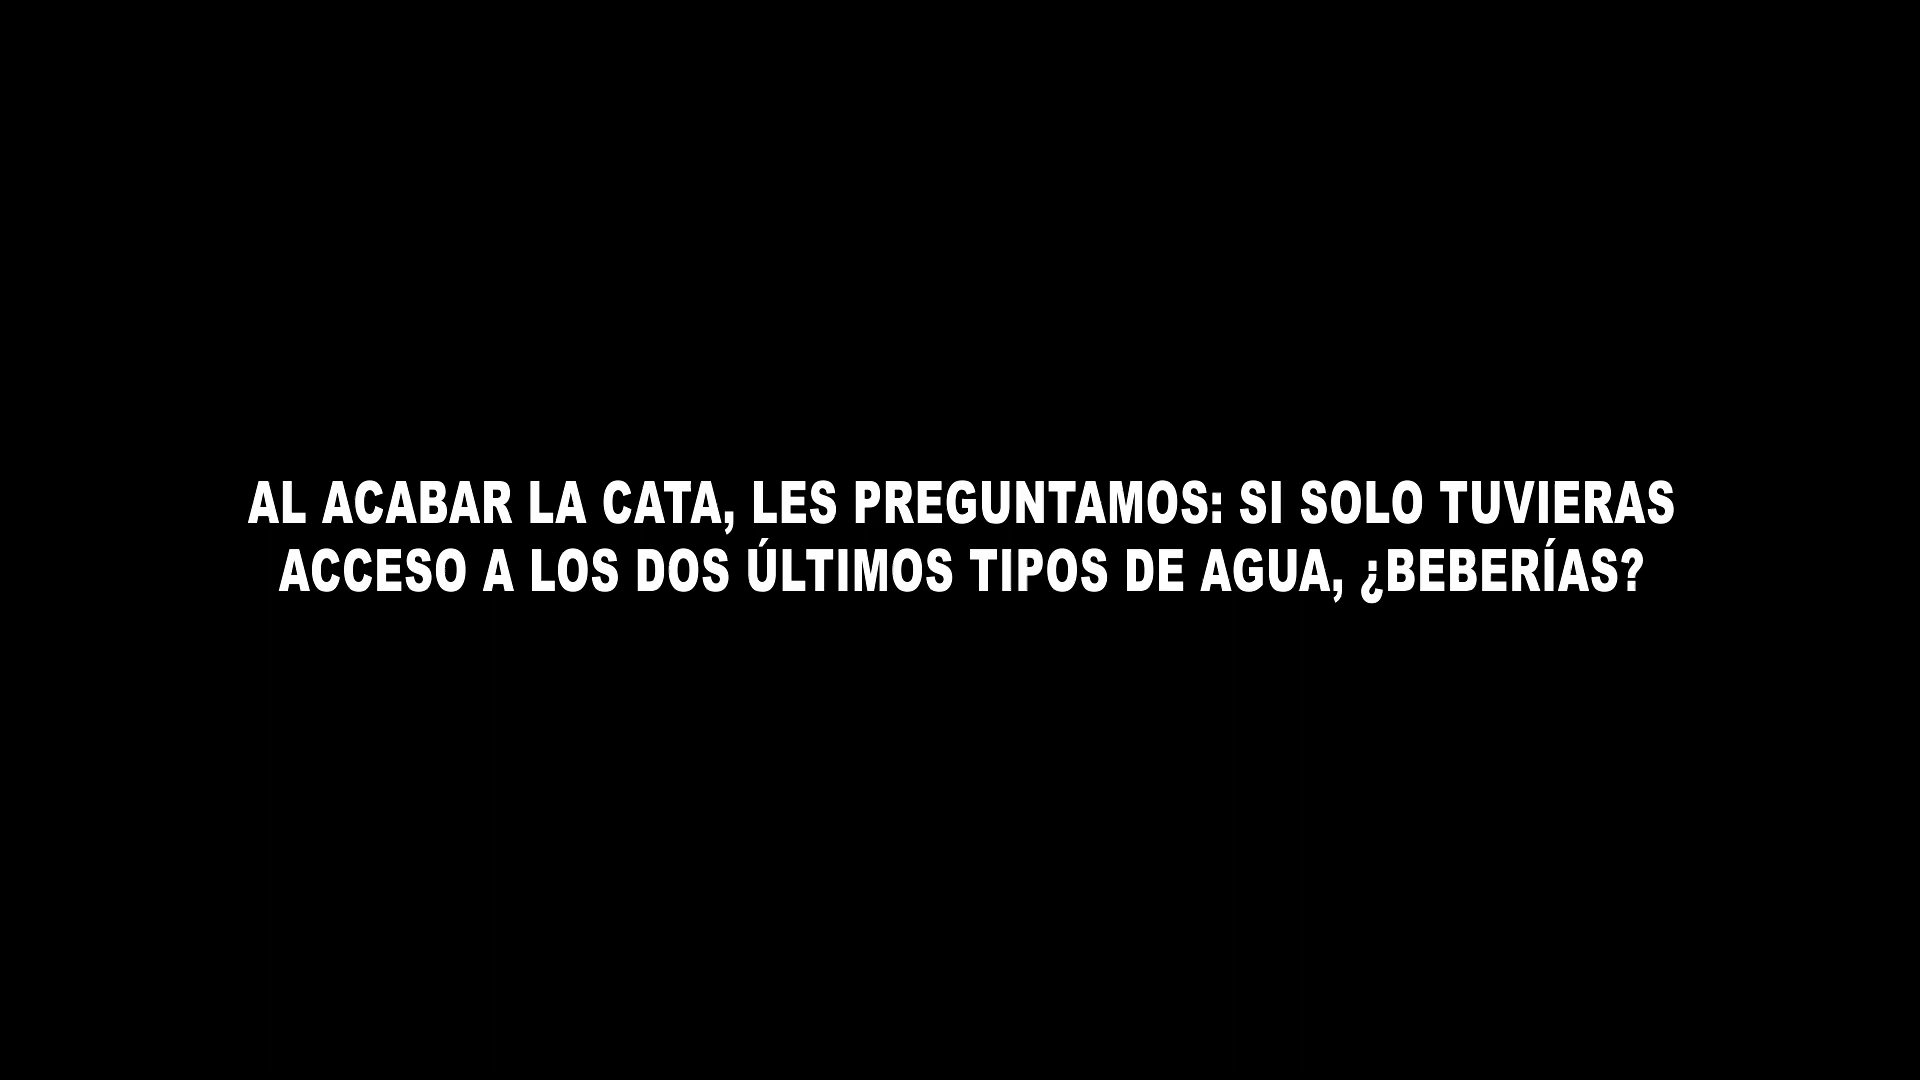 AL ACABAR LA CATA, LES PREGUNTAMOS: SI SOLO TUVIERAS
ACCESO A LOS DOS ÚLTIMOS TIPOS DE AGUA, ¿BEBERÍAS?